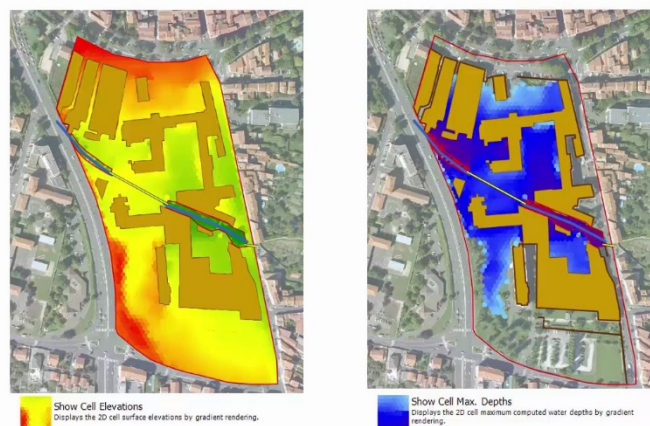 Show Cell Elevations
Displays the 2D cell surface elevations by gradient rendering.
Show Cell Max. Depths
Displays the 2D cell maximum computed water depths by gradient
rendering.